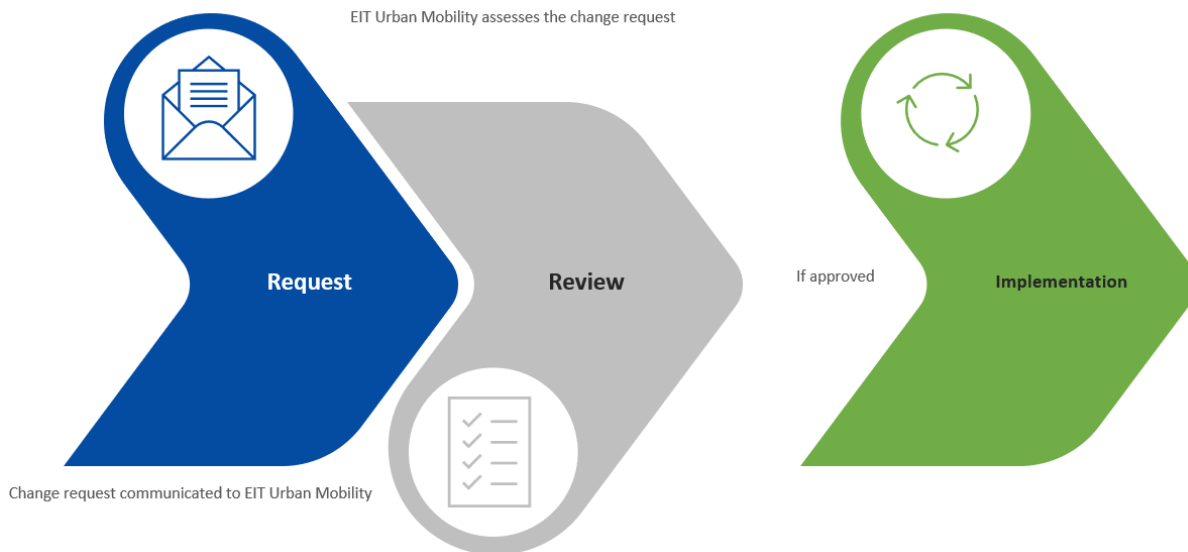 EIT Urban Mobility assesses the change request
Request
Review
If approved
Implementation
Change request communicated to EIT Urban Mobility